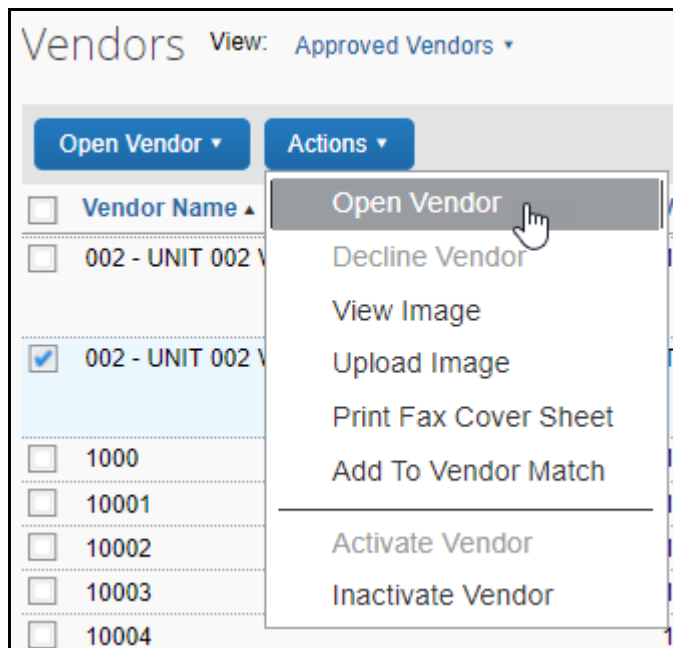 Vendors View: Approved Vendors
Open Vendor Actions
Vendor Name
Open Vendor
002 - UNIT 002
Decline Vendor
View Image
002 - UNIT 002
Upload Image
Print Fax Cover Sheet
1000
Add To Vendor Match
10001
10002
Activate Vendor
10003
Inactivate Vendor
10004